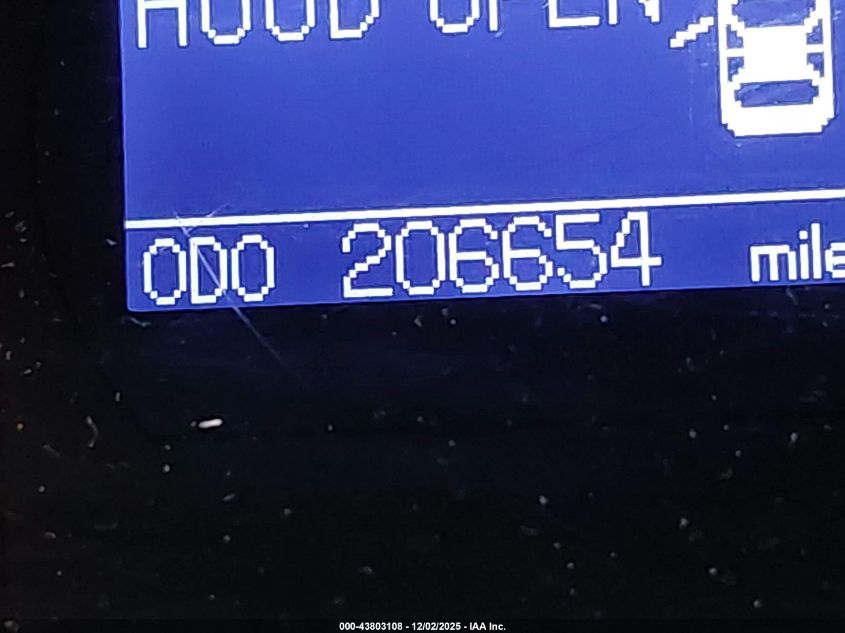 HOOD OPEN
ODO 206654 mile
000-43803108 - 12/02/2025 - IAA Inc.